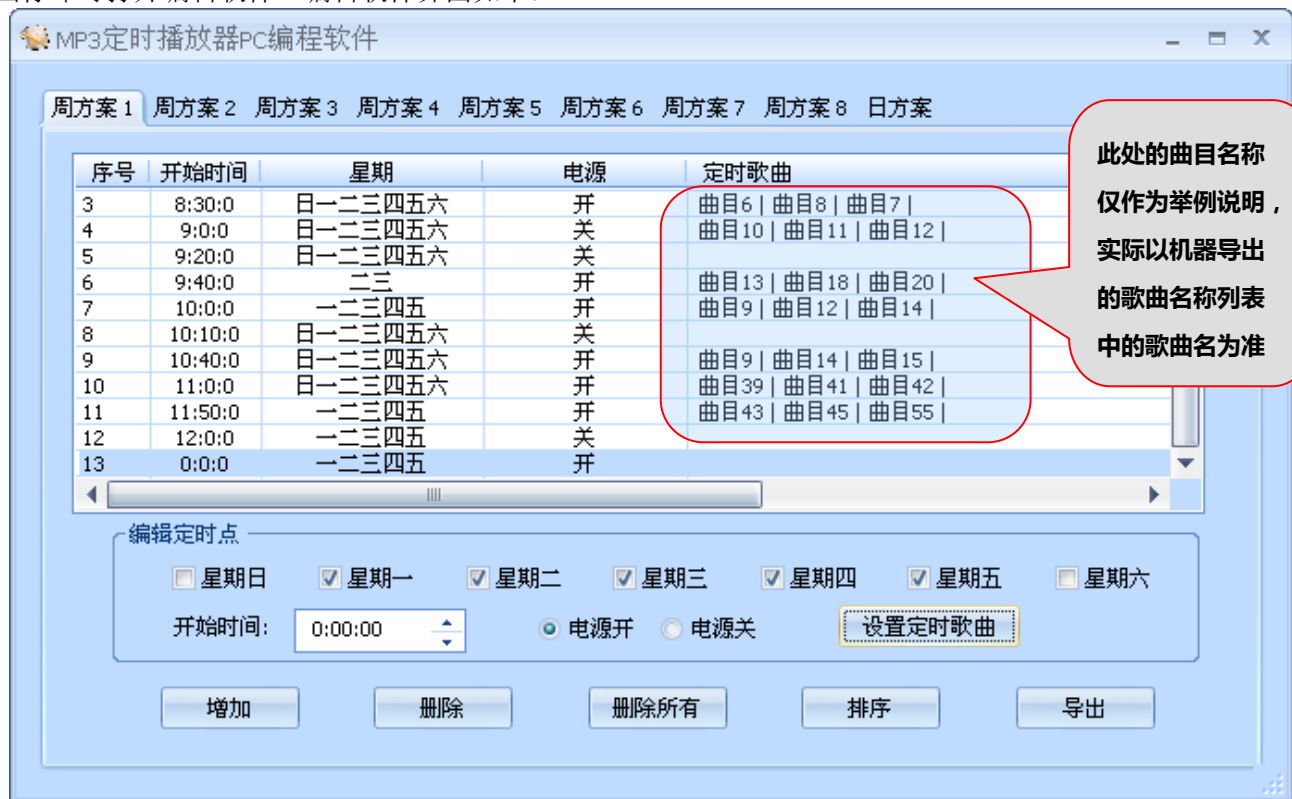 MP3定时播放器PC编程软件
周方案1 周方案2 周方案3 周方案4 周方案5 周方案6 周方案7 周方案8 日方案
序号 开始时间 星期 电源 定时歌曲
3 8:30:0 日一二三四五六 开 曲目6 | 曲目8 | 曲目7 |
4 9:0:0 日一二三四五六 关 曲目10 | 曲目11 | 曲目12 |
5 9:20:0 日一二三四五六 关
6 9:40:0 二三 开 曲目13 | 曲目18 | 曲目20 |
7 10:0:0 一二三四五 开 曲目9 | 曲目12 | 曲目14 |
8 10:10:0 日一二三四五六 关
9 10:40:0 日一二三四五六 开 曲目9 | 曲目14 | 曲目15 |
10 11:0:0 日一二三四五六 开 曲目39 | 曲目41 | 曲目42 |
11 11:50:0 一二三四五 开 曲目43 | 曲目45 | 曲目55 |
12 12:0:0 一二三四五 关
13 0:0:0 一二三四五 开
此处的曲目名称
仅作为举例说明，
实际以机器导出
的歌曲名称列表
中的歌曲名为准
编辑定时点
星期日 星期一 星期二 星期三 星期四 星期五 星期六
开始时间: 0:00:00 电源开 电源关 设置定时歌曲
增加 删除 删除所有 排序 导出